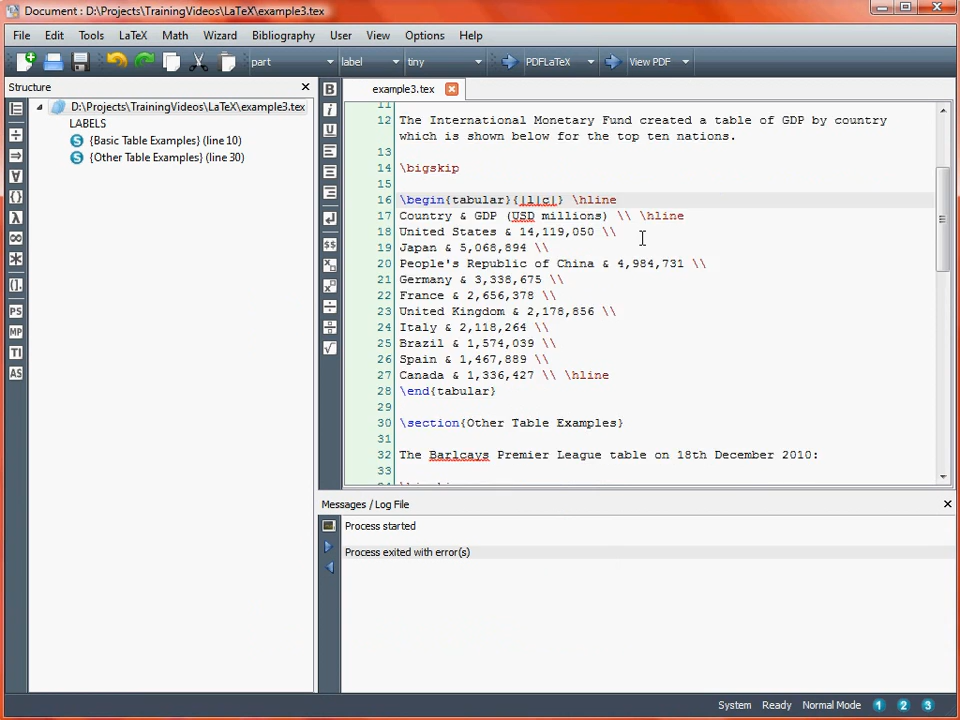 Document : D:\Projects\TrainingVideos\LaTeX\example3.tex
File Edit Tools LaTeX Math Wizard Bibliography User View Options Help
part label tiny PDFLaTeX View PDF
Structure
example3.tex
D:\Projects\TrainingVideos\LaTeX\example3.tex
LABELS
{Basic Table Examples} (line 10)
{Other Table Examples} (line 30)
B
i
U
$$
PS
MP
TI
AS
11
12 The International Monetary Fund created a table of GDP by country
which is shown below for the top ten nations.
13
14 \bigskip
15
16 \begin{tabular}{|l|c|} \hline
17 Country & GDP (USD millions) \\ \hline
18 United States & 14,119,050 \\
19 Japan & 5,068,894 \\
20 People's Republic of China & 4,984,731 \\
21 Germany & 3,338,675 \\
22 France & 2,656,378 \\
23 United Kingdom & 2,178,856 \\
24 Italy & 2,118,264 \\
25 Brazil & 1,574,039 \\
26 Spain & 1,467,889 \\
27 Canada & 1,336,427 \\ \hline
28 \end{tabular}
29
30 \section{Other Table Examples}
31
32 The Barlcays Premier League table on 18th December 2010:
33
Messages / Log File
Process started
Process exited with error(s)
System Ready Normal Mode 1 2 3